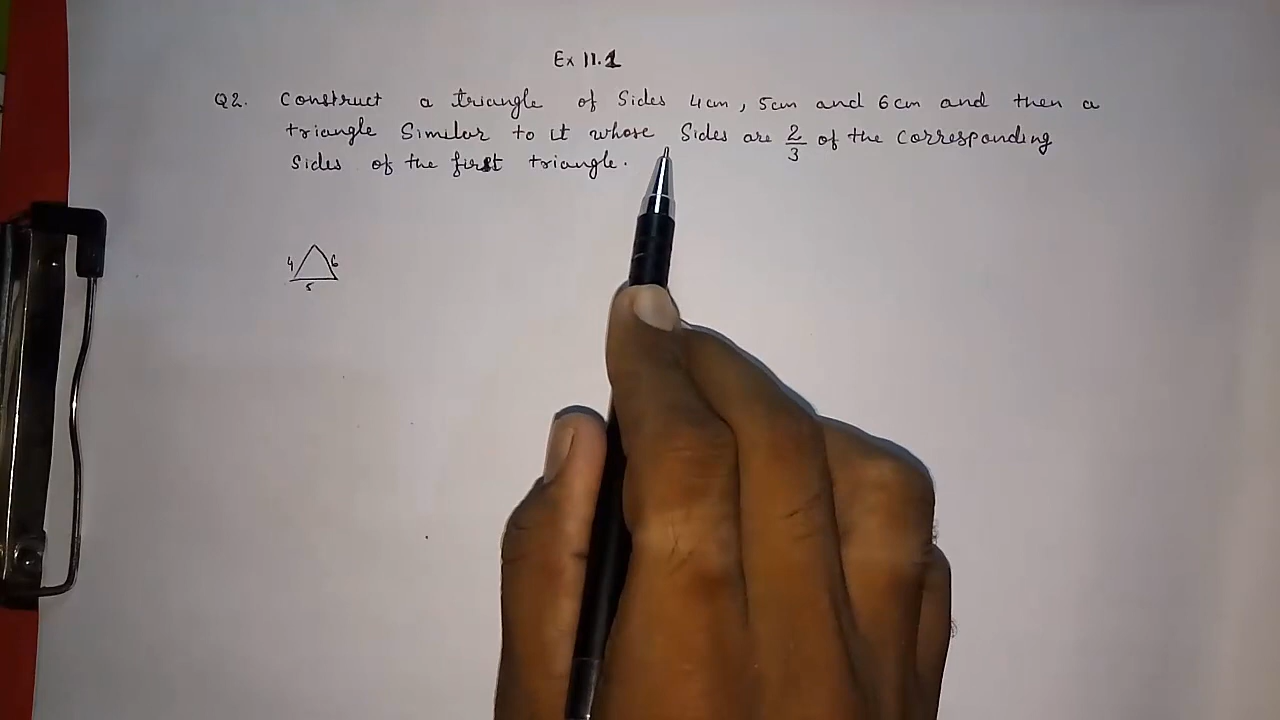 Ex 11.1
Q2. Construct a triangle of Sides 4cm, 5cm and 6cm and then a
triangle Similar to it whose Sides are 2/3 of the corresponding
Sides of the first triangle.
4 6
5